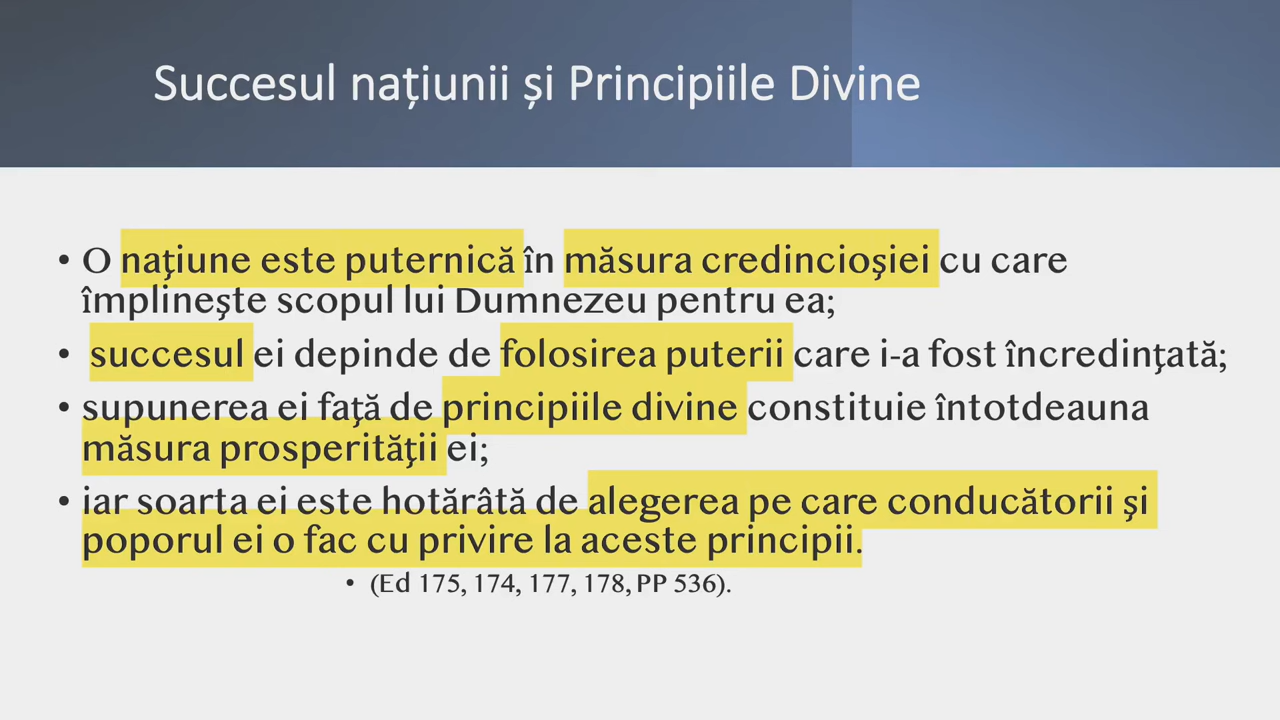 Succesul națiunii și Principiile Divine
• O naţiune este puternică în măsura credincioşiei cu care
împlineşte scopul lui Dumnezeu pentru ea;
• succesul ei depinde de folosirea puterii care i-a fost încredinţată;
• supunerea ei faţă de principiile divine constituie întotdeauna
măsura prosperităţii ei;
• iar soarta ei este hotărâtă de alegerea pe care conducătorii şi
poporul ei o fac cu privire la aceste principii.
• (Ed 175, 174, 177, 178, PP 536).